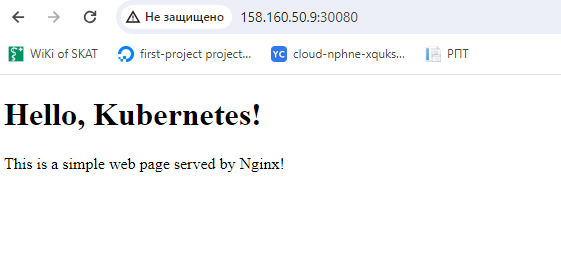 Не защищено 158.160.50.9:30080
WiKi of SKAT first-project project... YC cloud-nphne-xquks... РПТ
Hello, Kubernetes!
This is a simple web page served by Nginx!